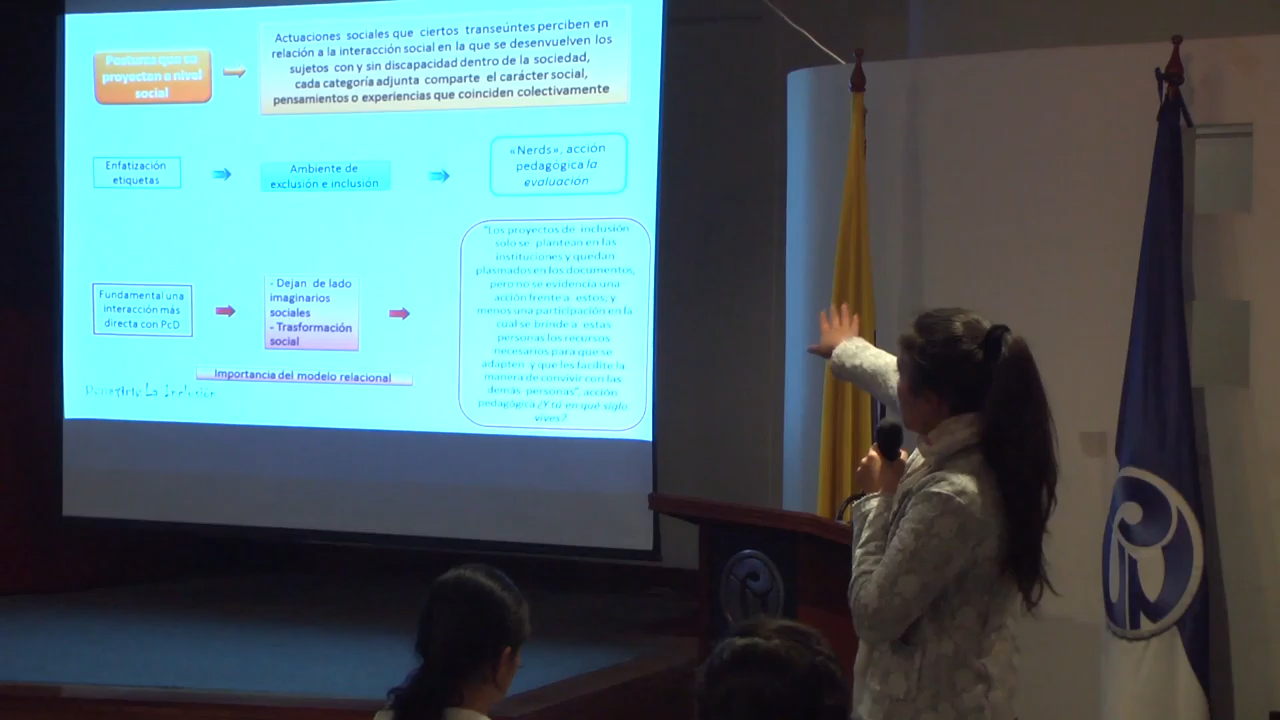 Posturas que se
proyectan a nivel
social
Actuaciones sociales que ciertos transeúntes perciben en
relación a la interacción social en la que se desenvuelven los
sujetos con y sin discapacidad dentro de la sociedad,
cada categoría adjunta comparte el carácter social,
pensamientos o experiencias que coinciden colectivamente
Enfatización
etiquetas
Ambiente de
exclusión e inclusión
«Nerds», acción
pedagógica la
evaluación
Fundamental una
interacción más
directa con PcD
- Dejan de lado
imaginarios
sociales
- Trasformación
social
"Los proyectos de inclusión
solo se plantean en las
instituciones y quedan
plasmados en los documentos,
pero no se evidencia una
acción frente a estos, y
menos una participación en la
cual se brinde a estas
personas los recursos
necesarios para que se
adapten y que les facilite la
manera de convivir con las
demás personas", acción
pedagógica ¿Y tú en qué siglo
vives?
Importancia del modelo relacional
La Inclusión